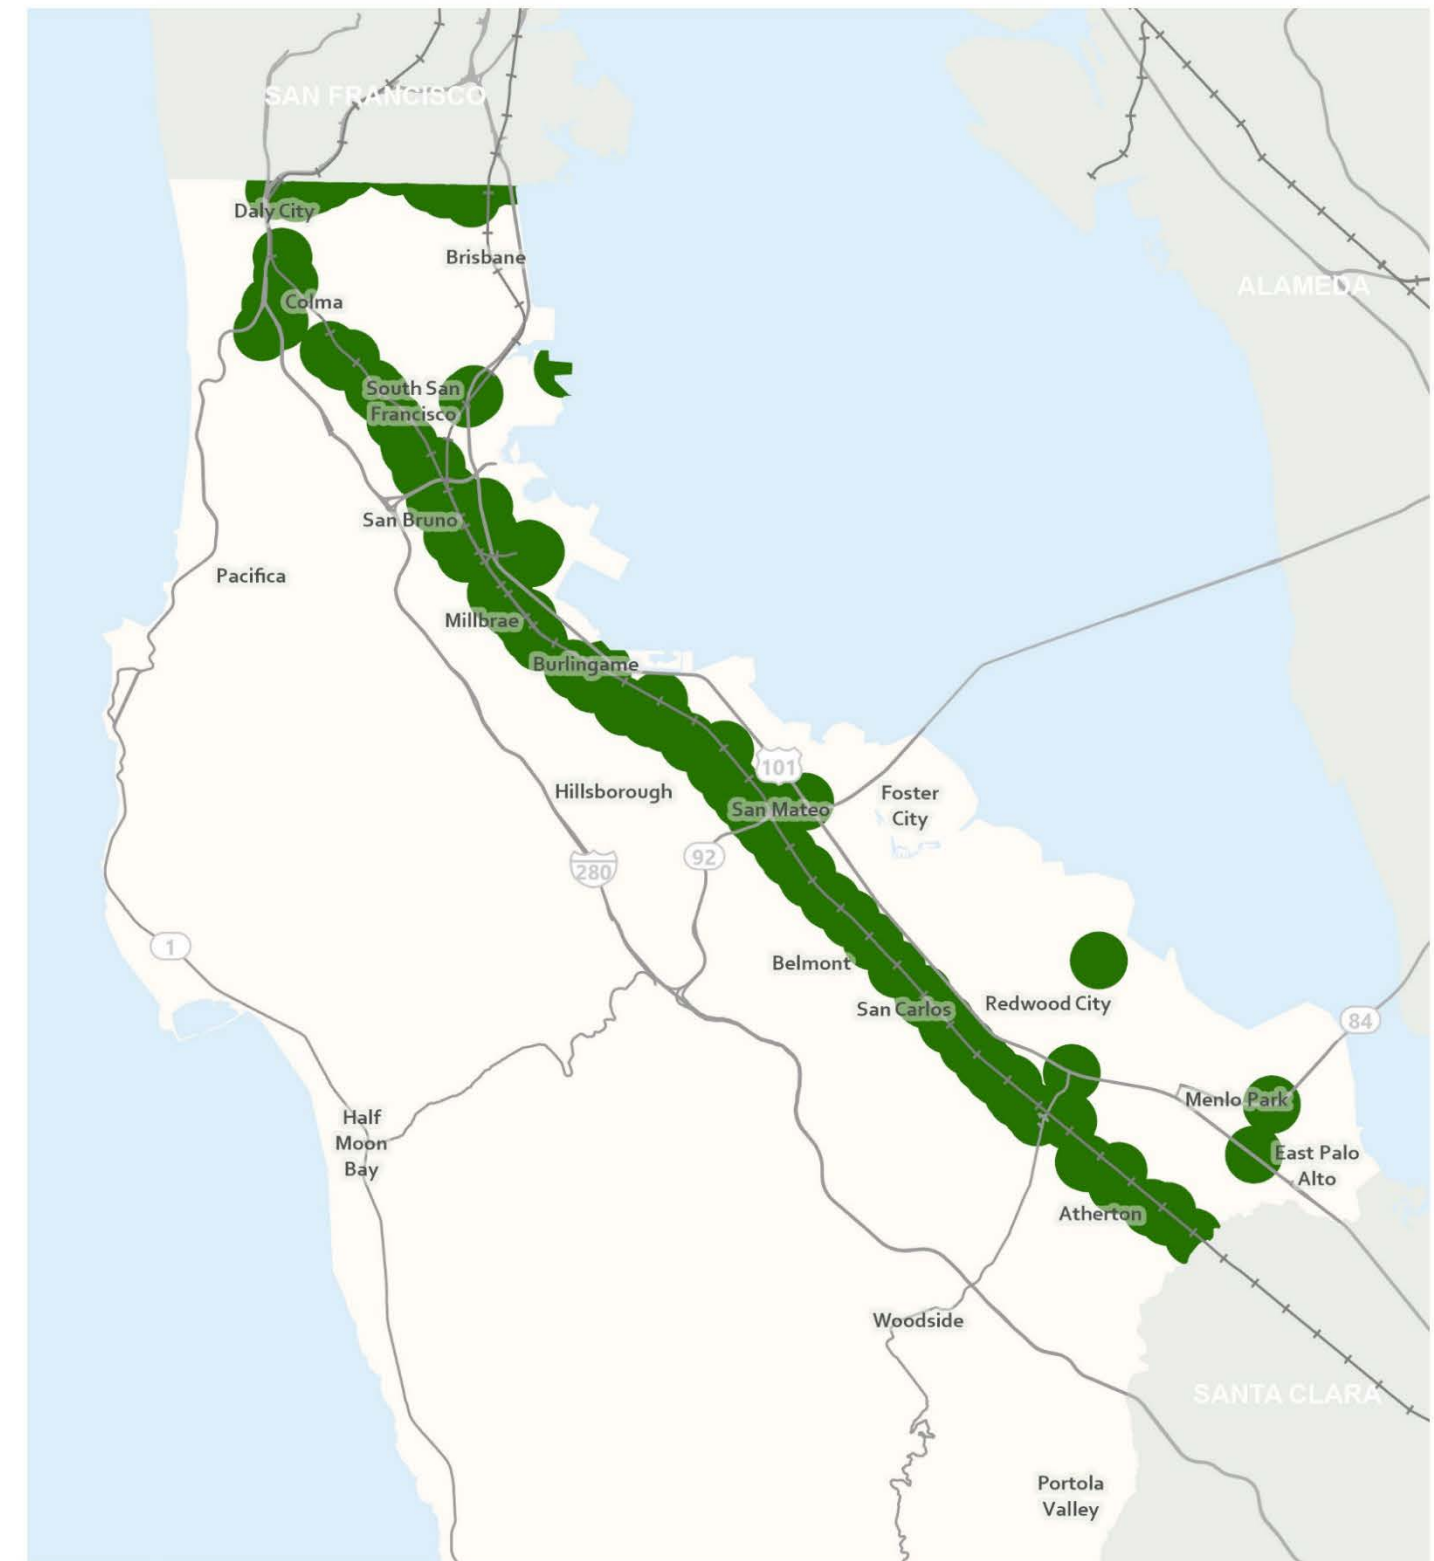 SAN FRANCISCO
Daly City
Brisbane
ALAMEDA
Colma
South San
Francisco
San Bruno
Pacifica
Millbrae
Burlingame
101
Hillsborough
Foster
City
San Mateo
92
280
1
Belmont
Redwood City
San Carlos
84
Menlo Park
Half
Moon
Bay
East Palo
Alto
Atherton
Woodside
SANTA CLARA
Portola
Valley